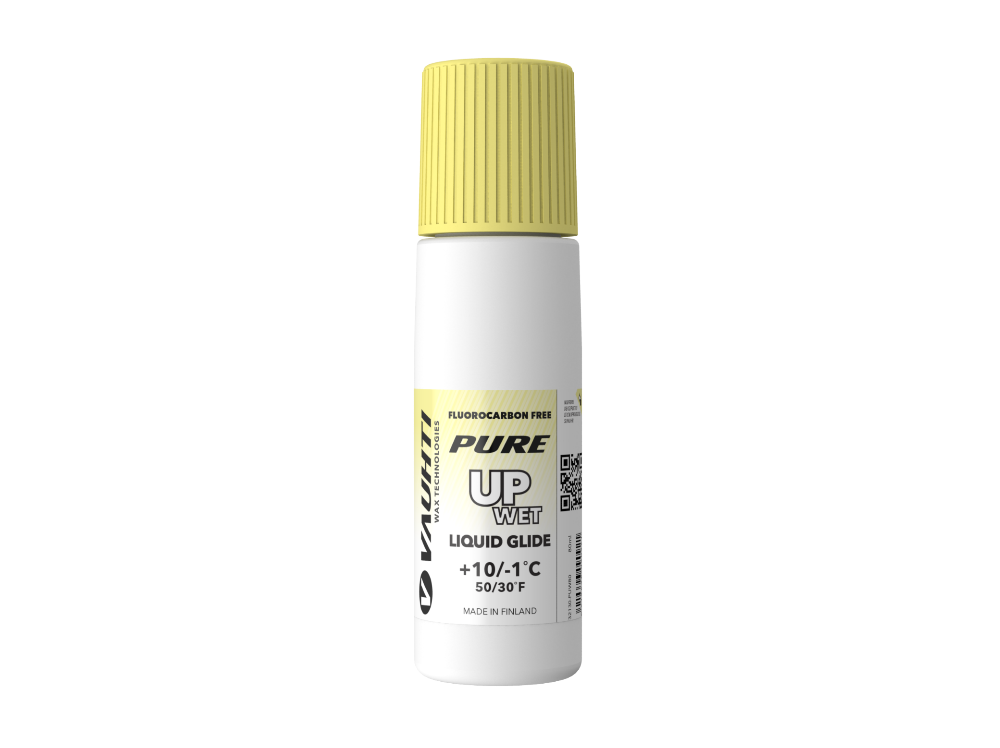 FLUOROCARBON FREE
PURE
UP
WET
LIQUID GLIDE
+10/-1°C
50/30°F
MADE IN FINLAND
V VAUHTI
WAX TECHNOLOGIES
80ml
32130-PUW80